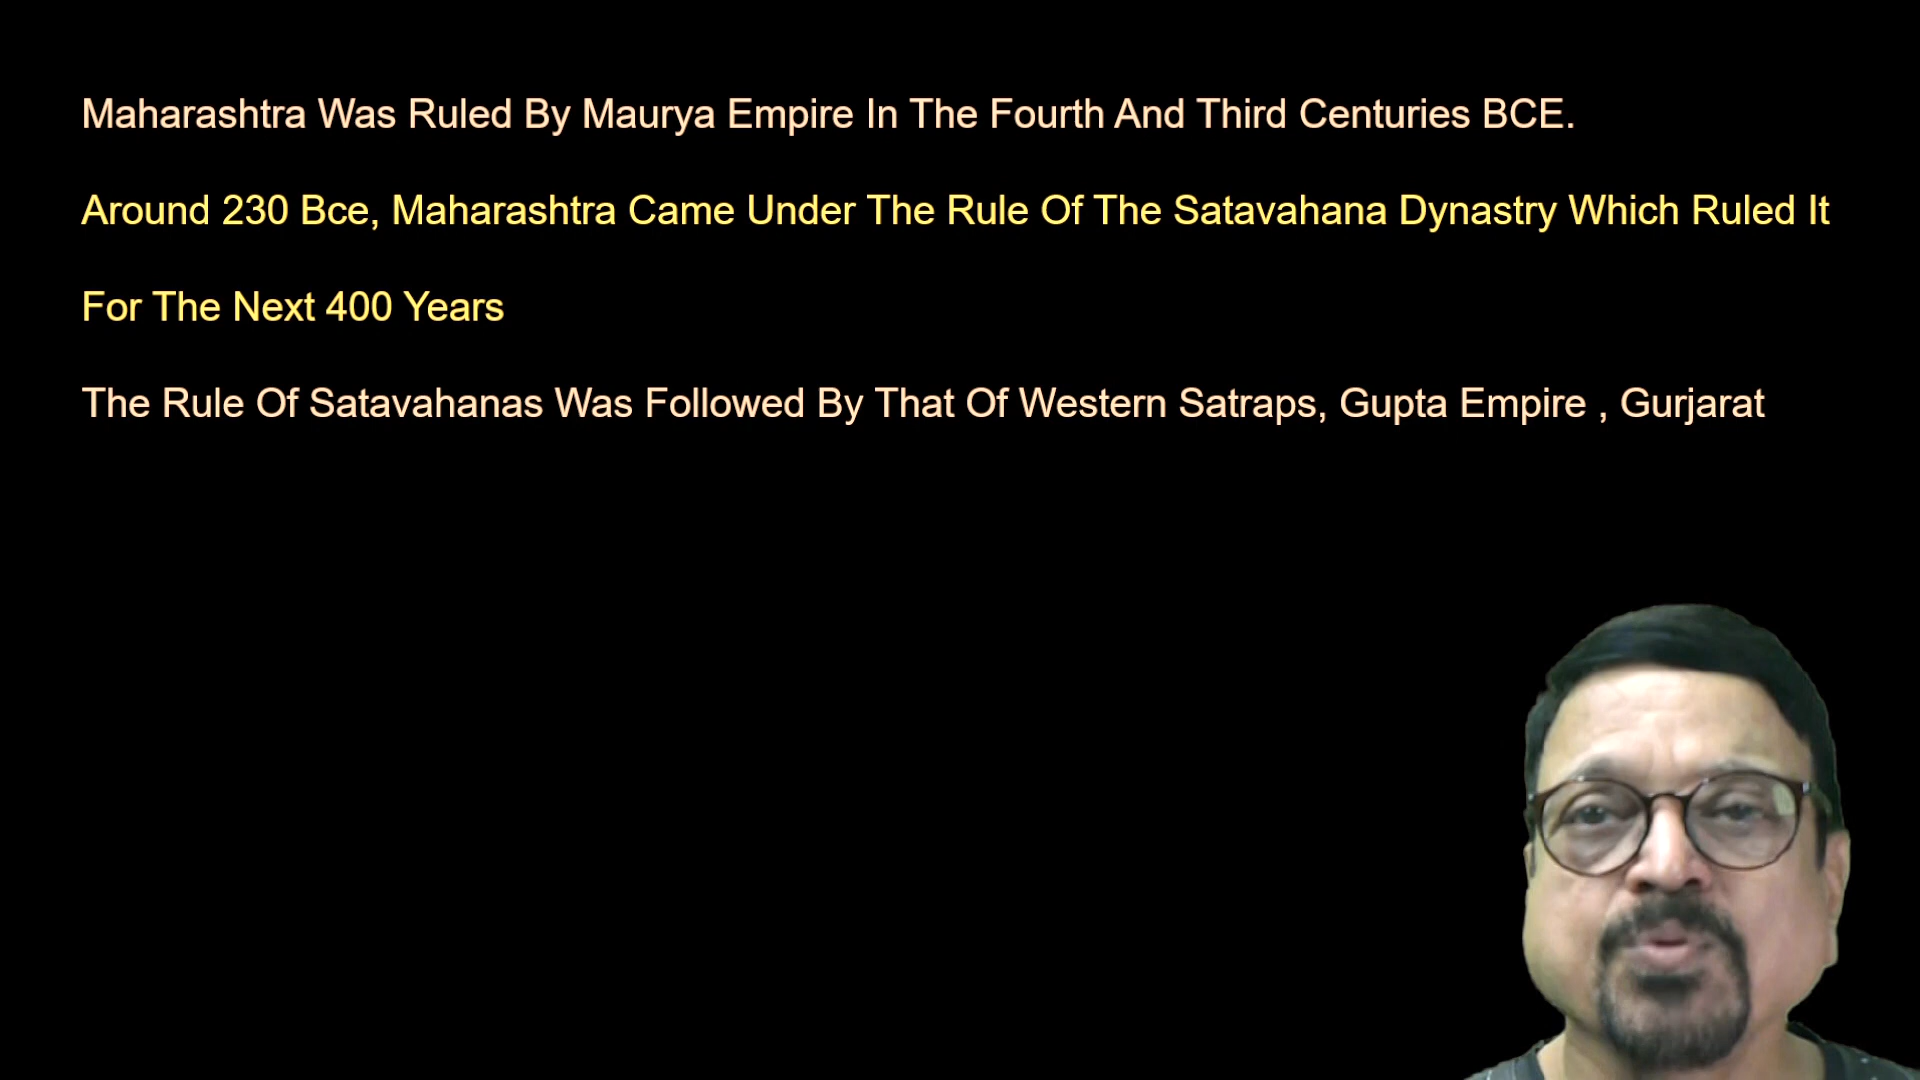 Maharashtra Was Ruled By Maurya Empire In The Fourth And Third Centuries BCE.
Around 230 Bce, Maharashtra Came Under The Rule Of The Satavahana Dynastry Which Ruled It
For The Next 400 Years
The Rule Of Satavahanas Was Followed By That Of Western Satraps, Gupta Empire , Gurjarat